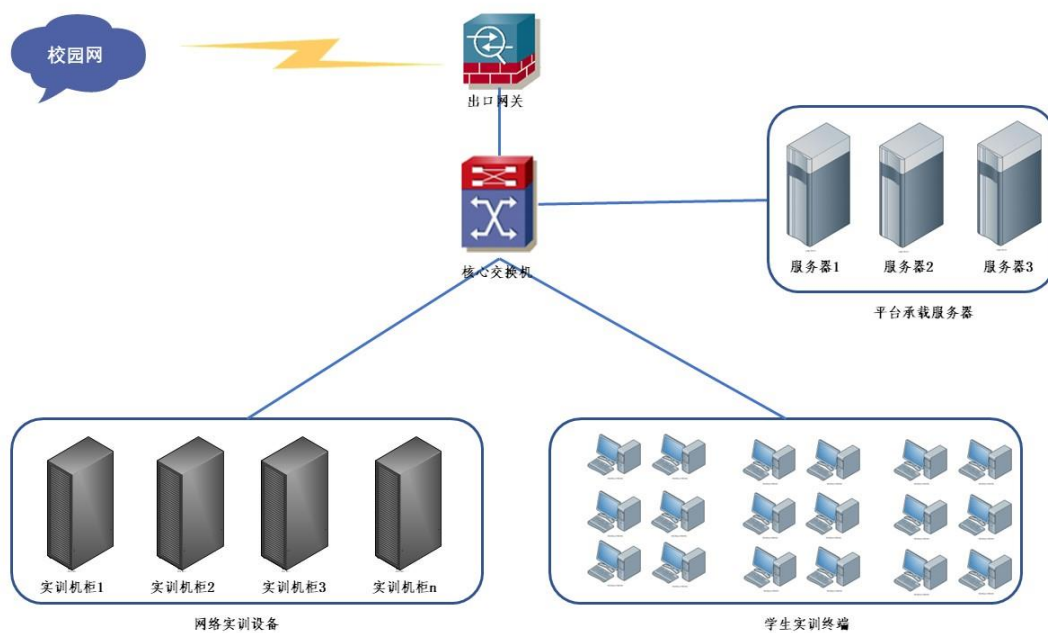 校园网
出口网关
核心交换机
服务器1
服务器2
服务器3
平台承载服务器
实训机柜1
实训机柜2
实训机柜3
实训机柜n
网络实训设备
学生实训终端